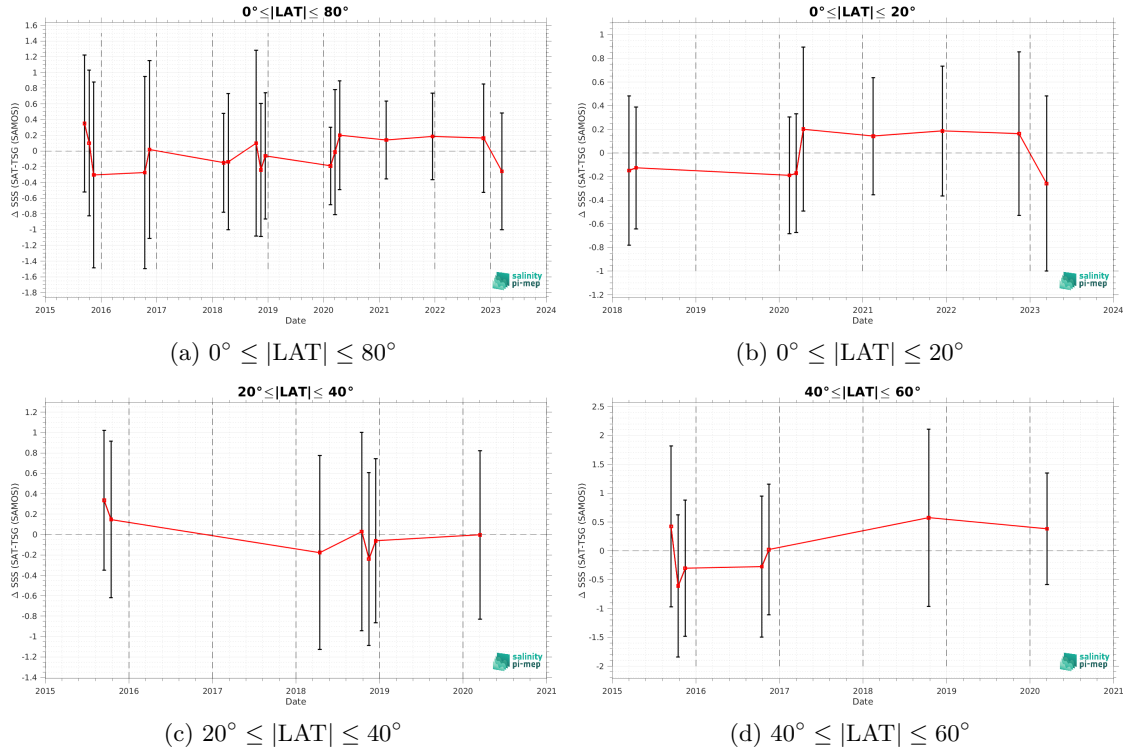 0°≤|LAT|≤ 80°
1.6
1.4
1.2
1
0.8
0.6
0.4
0.2
0
-0.2
-0.4
-0.6
-0.8
-1
-1.2
-1.4
-1.6
-1.8
Δ SSS (SAT-TSG (SAMOS))
2015 2016 2017 2018 2019 2020 2021 2022 2023 2024
Date
salinity
pi-mep
(a) 0° ≤ |LAT| ≤ 80°
0°≤|LAT|≤ 20°
1
0.8
0.6
0.4
0.2
0
-0.2
-0.4
-0.6
-0.8
-1
-1.2
Δ SSS (SAT-TSG (SAMOS))
2018 2019 2020 2021 2022 2023 2024
Date
salinity
pi-mep
(b) 0° ≤ |LAT| ≤ 20°
20°≤|LAT|≤ 40°
1.2
1
0.8
0.6
0.4
0.2
0
-0.2
-0.4
-0.6
-0.8
-1
-1.2
-1.4
Δ SSS (SAT-TSG (SAMOS))
2015 2016 2017 2018 2019 2020 2021
Date
salinity
pi-mep
(c) 20° ≤ |LAT| ≤ 40°
40°≤|LAT|≤ 60°
2.5
2
1.5
1
0.5
0
-0.5
-1
-1.5
-2
Δ SSS (SAT-TSG (SAMOS))
2015 2016 2017 2018 2019 2020 2021
Date
salinity
pi-mep
(d) 40° ≤ |LAT| ≤ 60°